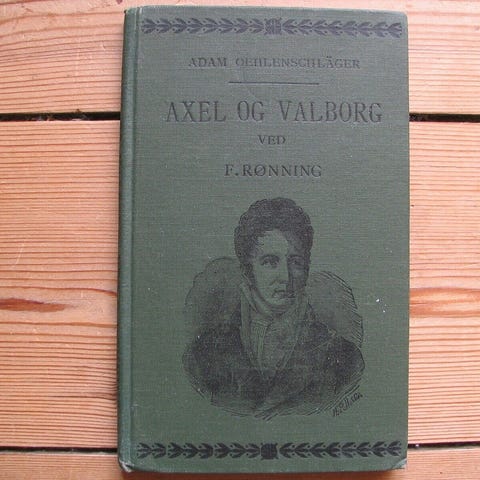 ADAM OEHLENSCHLÄGER
AXEL OG VALBORG
VED
F. RØNNING